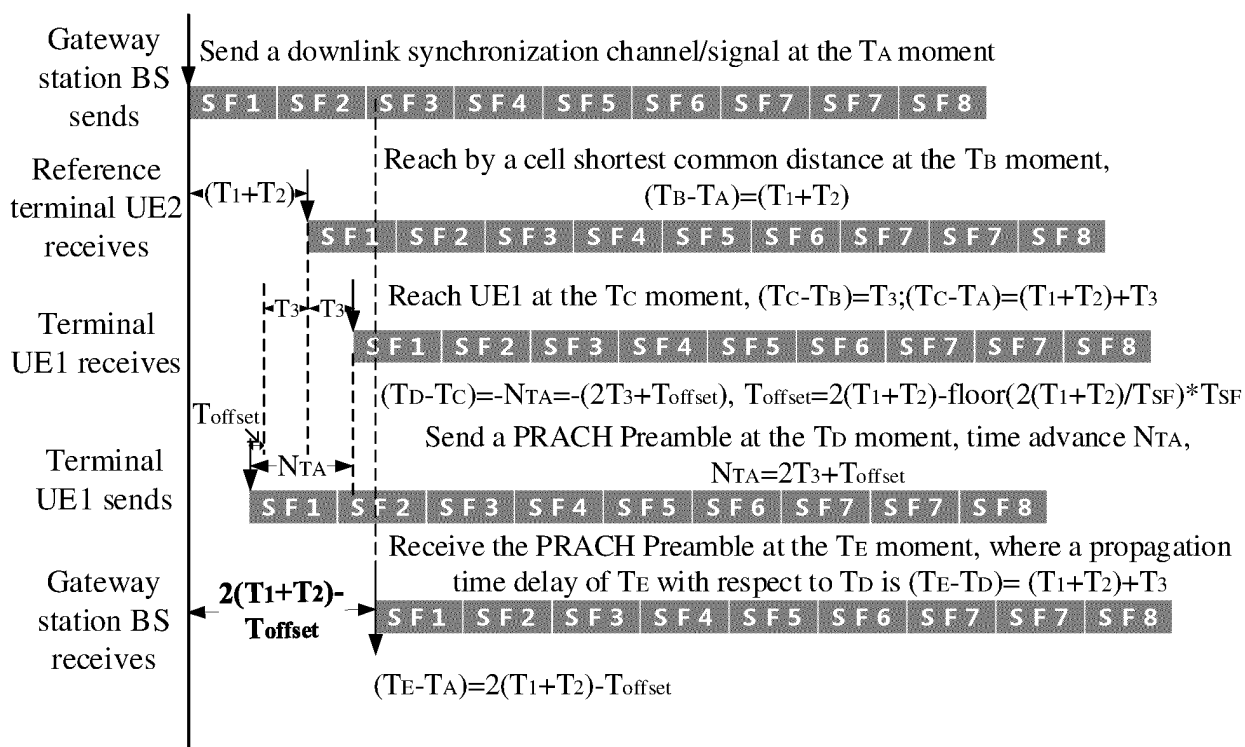 Gateway
station BS
sends
Send a downlink synchronization channel/signal at the TA moment
SF1 SF2 SF3 SF4 SF5 SF6 SF7 SF7 SF8
Reference
terminal UE2
receives
(T1+T2)
Reach by a cell shortest common distance at the TB moment,
(TB-TA)=(T1+T2)
SF1 SF2 SF3 SF4 SF5 SF6 SF7 SF7 SF8
Terminal
UE1 receives
T3 T3
Reach UE1 at the TC moment, (TC-TB)=T3;(TC-TA)=(T1+T2)+T3
SF1 SF2 SF3 SF4 SF5 SF6 SF7 SF7 SF8
(TD-TC)=-NTA=-(2T3+Toffset), Toffset=2(T1+T2)-floor(2(T1+T2)/TSF)*TSF
Toffset
Terminal
UE1 sends
NTA
Send a PRACH Preamble at the TD moment, time advance NTA,
NTA=2T3+Toffset
SF1 SF2 SF3 SF4 SF5 SF6 SF7 SF7 SF8
Gateway
station BS
receives
2(T1+T2)-
Toffset
Receive the PRACH Preamble at the TE moment, where a propagation
time delay of TE with respect to TD is (TE-TD)= (T1+T2)+T3
SF1 SF2 SF3 SF4 SF5 SF6 SF7 SF7 SF8
(TE-TA)=2(T1+T2)-Toffset